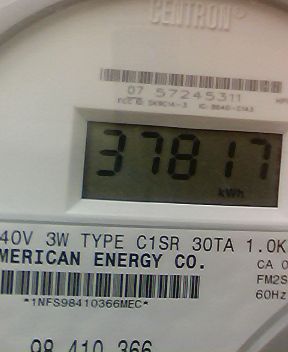 CENTRON®
07 57245311
37817
kWh
40V 3W TYPE C1SR 30TA 1.0K
MERICAN ENERGY CO.
CA 0
FM2S
60Hz
*1NFS98410366MEC*
98 410 366